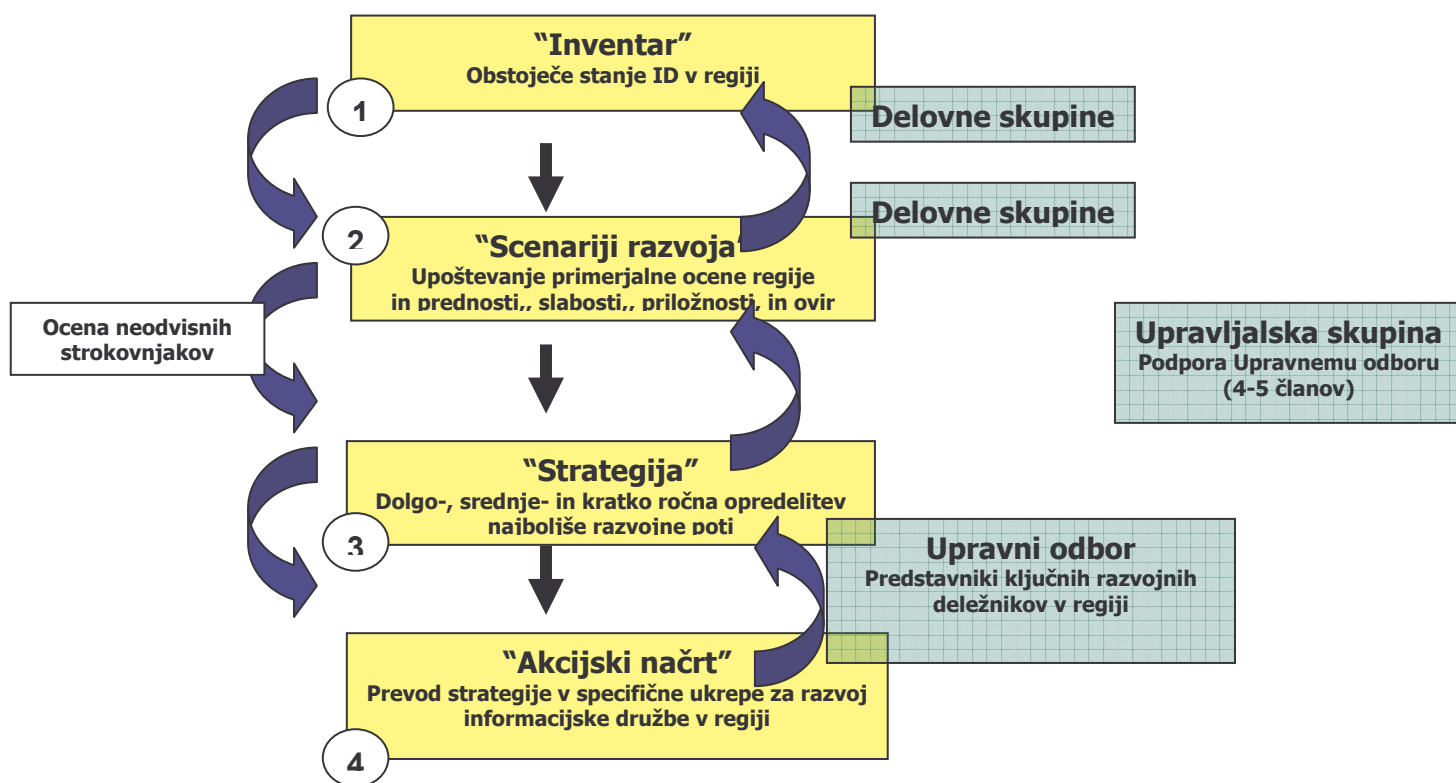 “Inventar”
Obstoječe stanje ID v regiji
1
Delovne skupine
Delovne skupine
2
“Scenariji razvoja”
Upoštevanje primerjalne ocene regije
in prednosti,, slabosti,, priložnosti, in ovir
Ocena neodvisnih
strokovnjakov
Upravljalska skupina
Podpora Upravnemu odboru
(4-5 članov)
“Strategija”
Dolgo-, srednje- in kratko ročna opredelitev
najboljše razvojne poti
3
Upravni odbor
Predstavniki ključnih razvojnih
deležnikov v regiji
“Akcijski načrt”
Prevod strategije v specifične ukrepe za razvoj
informacijske družbe v regiji
4